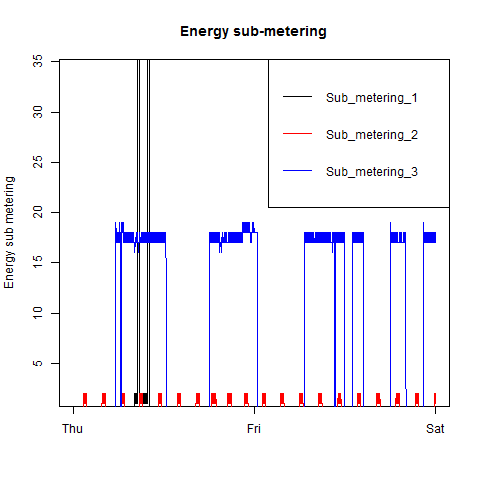 Energy sub-metering
Energy sub metering
35
30
25
20
15
10
5
Sub_metering_1
Sub_metering_2
Sub_metering_3
Thu
Fri
Sat